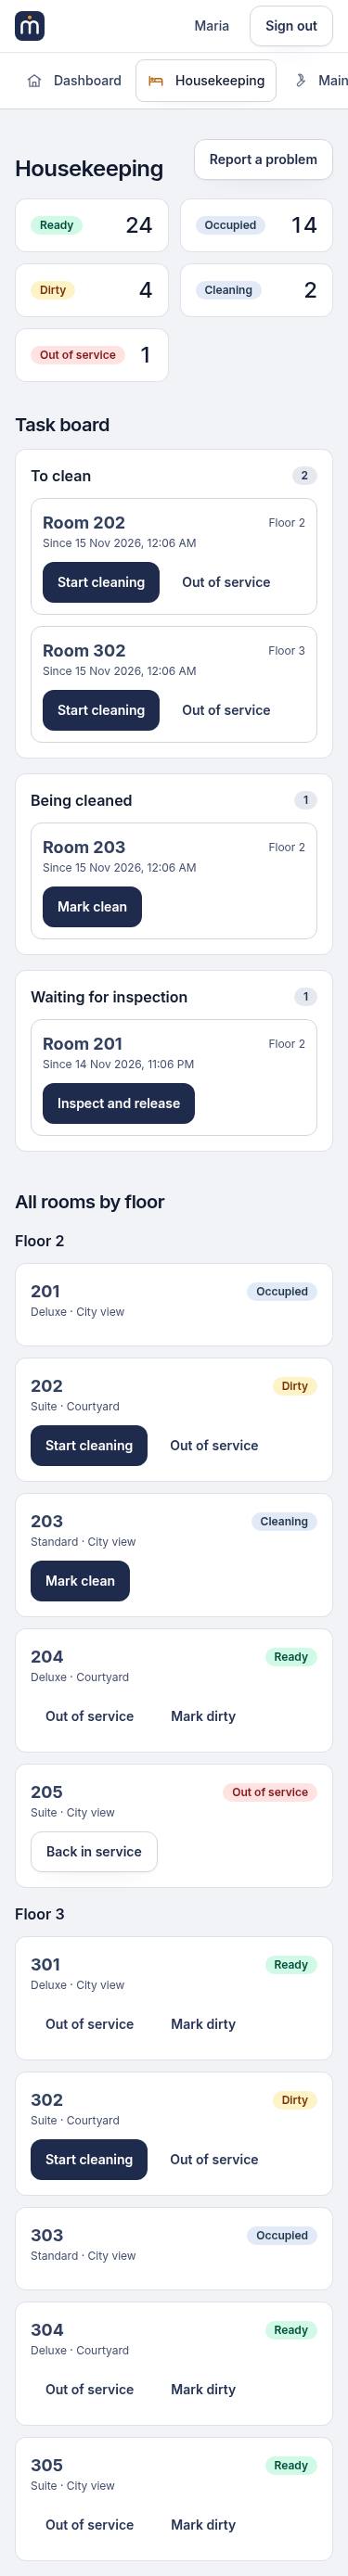 Maria
Sign out
Dashboard
Housekeeping
Main
Housekeeping
Report a problem
Ready
24
Occupied
14
Dirty
4
Cleaning
2
Out of service
1
Task board
To clean
2
Room 202
Floor 2
Since 15 Nov 2026, 12:06 AM
Start cleaning
Out of service
Room 302
Floor 3
Since 15 Nov 2026, 12:06 AM
Start cleaning
Out of service
Being cleaned
1
Room 203
Floor 2
Since 15 Nov 2026, 12:06 AM
Mark clean
Waiting for inspection
1
Room 201
Floor 2
Since 14 Nov 2026, 11:06 PM
Inspect and release
All rooms by floor
Floor 2
201
Occupied
Deluxe · City view
202
Dirty
Suite · Courtyard
Start cleaning
Out of service
203
Cleaning
Standard · City view
Mark clean
204
Ready
Deluxe · Courtyard
Out of service
Mark dirty
205
Out of service
Suite · City view
Back in service
Floor 3
301
Ready
Deluxe · City view
Out of service
Mark dirty
302
Dirty
Suite · Courtyard
Start cleaning
Out of service
303
Occupied
Standard · City view
304
Ready
Deluxe · Courtyard
Out of service
Mark dirty
305
Ready
Suite · City view
Out of service
Mark dirty